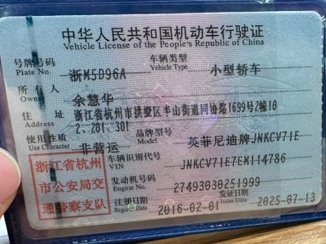 中华人民共和国机动车行驶证
Vehicle License of the People's Republic of China
号牌号码 浙K5D96A 车辆类型 小型轿车
Plate No. Vehicle Type
所有人 余慧华
Owner
住址 浙江省杭州市拱墅区半山街道同协路1699号2幢10
2,201,301
使用性质 非营运 品牌型号 英菲尼迪牌JNKCV71E
Use Character Model
浙江省杭州 车辆识别代号 JNKCV71E7EM114786
VIN
市公安局交 发动机号码 27493030251999
Engine No.
通警察支队 注册日期 2016-02-01 发证日期 2025-07-13
Register Date Issue Date